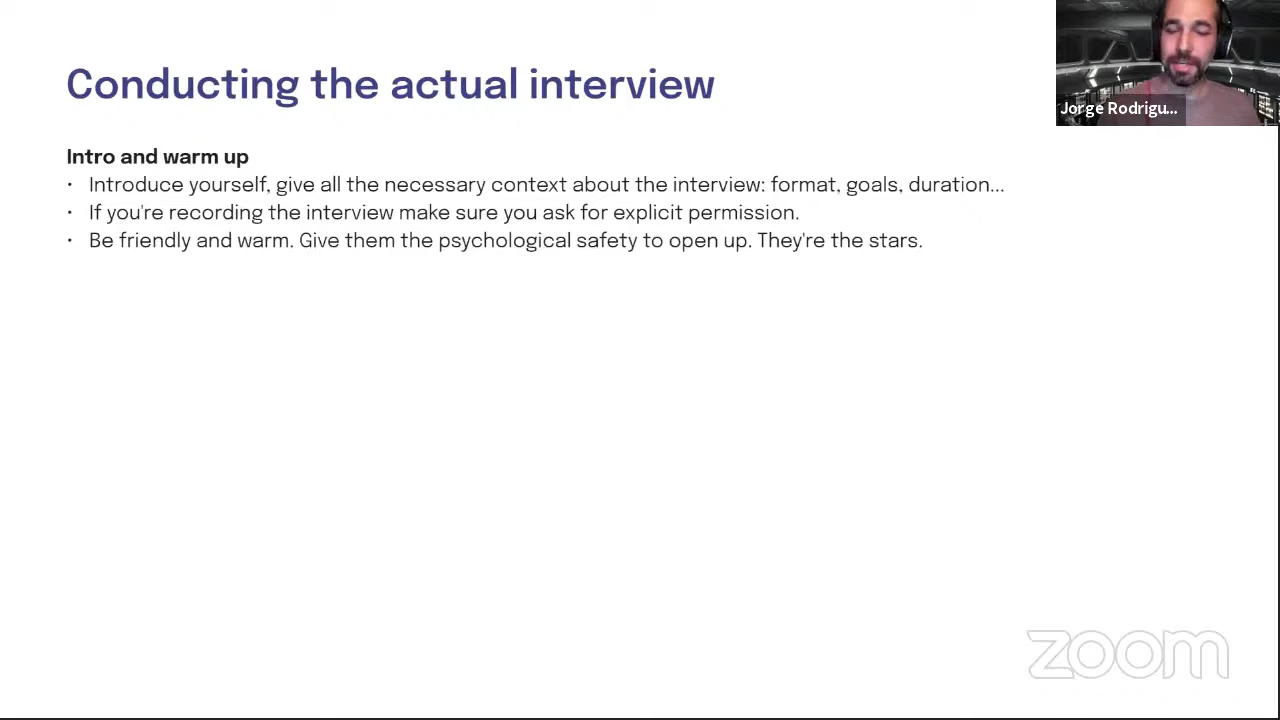 Conducting the actual interview
Jorge Rodrigu...
Intro and warm up
• Introduce yourself, give all the necessary context about the interview: format, goals, duration...
• If you're recording the interview make sure you ask for explicit permission.
• Be friendly and warm. Give them the psychological safety to open up. They're the stars.
zoom